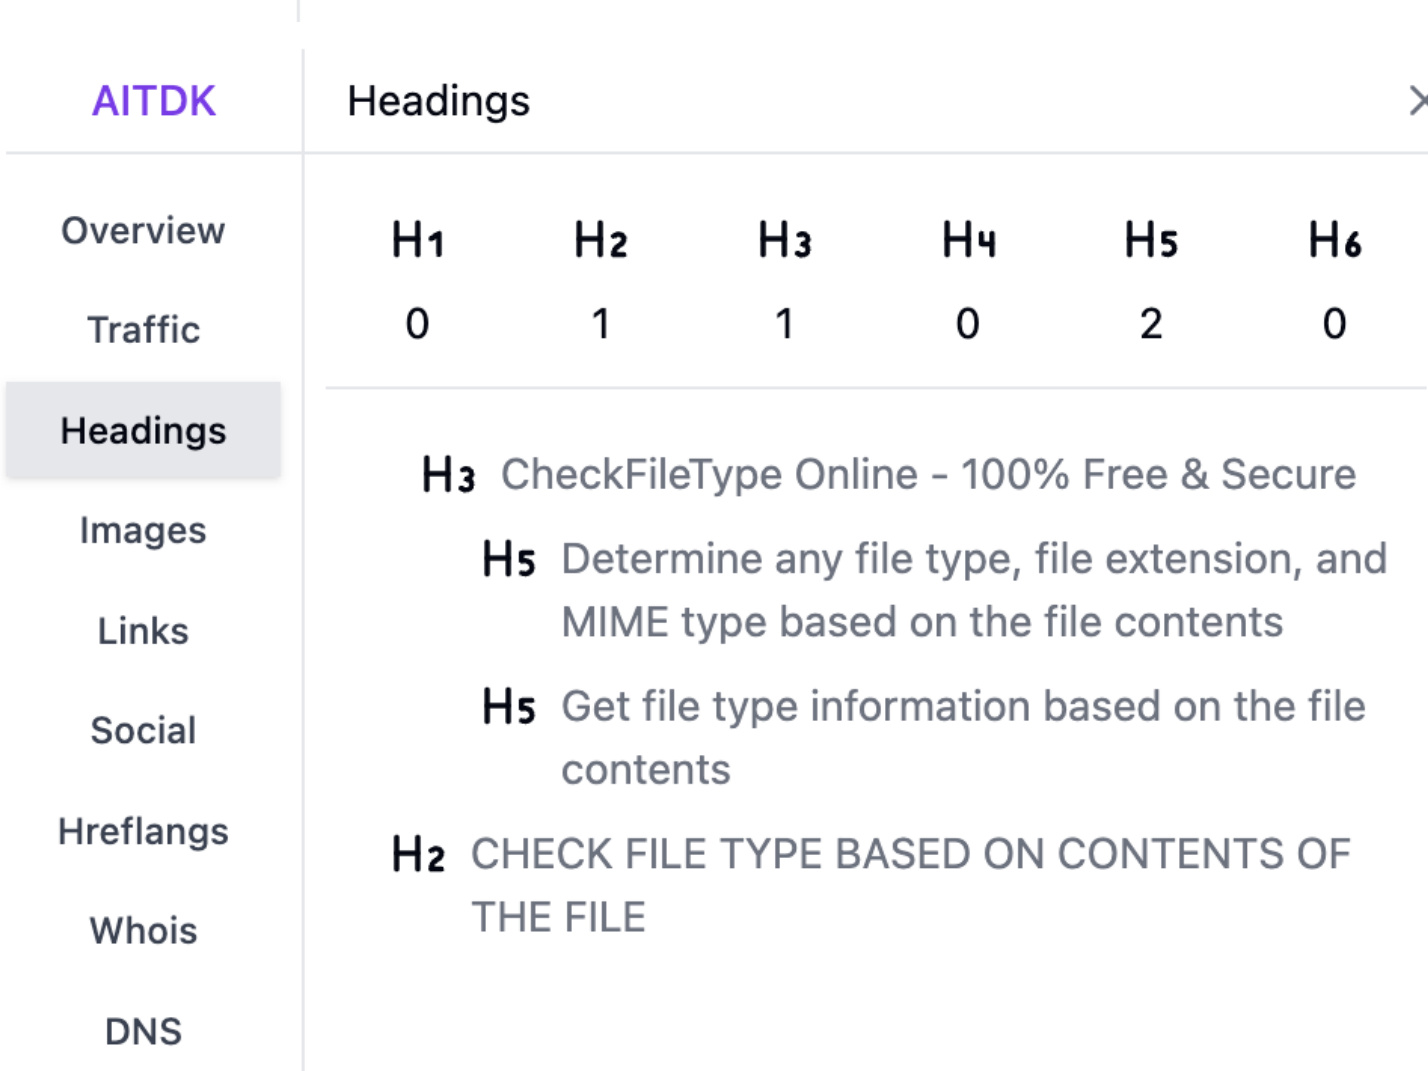 AITDK
Headings
Overview
Traffic
Headings
Images
Links
Social
Hreflangs
Whois
DNS
H1 H2 H3 H4 H5 H6
0 1 1 0 2 0
H3 CheckFileType Online - 100% Free & Secure
H5 Determine any file type, file extension, and
MIME type based on the file contents
H5 Get file type information based on the file
contents
H2 CHECK FILE TYPE BASED ON CONTENTS OF
THE FILE